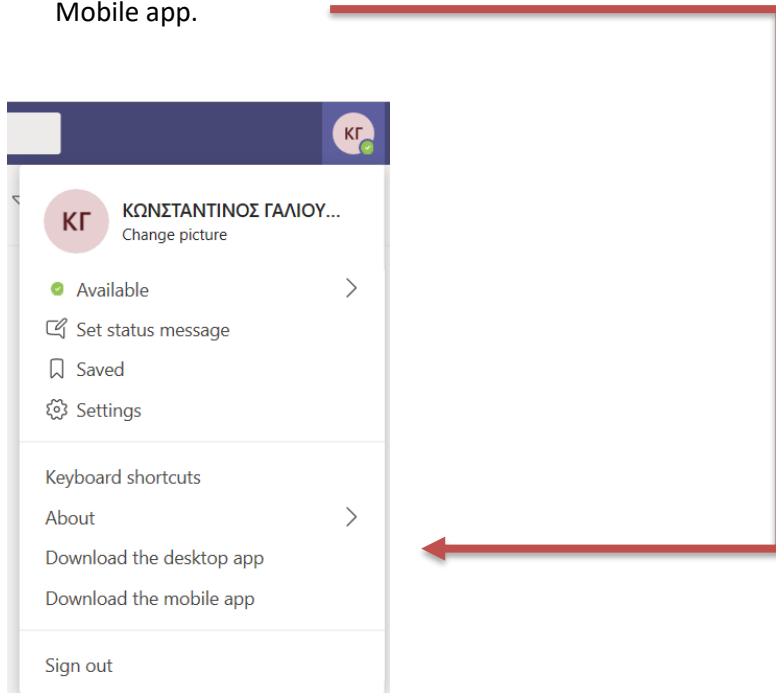 Mobile app.
ΚΓ
ΚΓ
ΚΩΝΣΤΑΝΤΙΝΟΣ ΓΑΛΙΟΥ...
Change picture
Available
Set status message
Saved
Settings
Keyboard shortcuts
About
Download the desktop app
Download the mobile app
Sign out